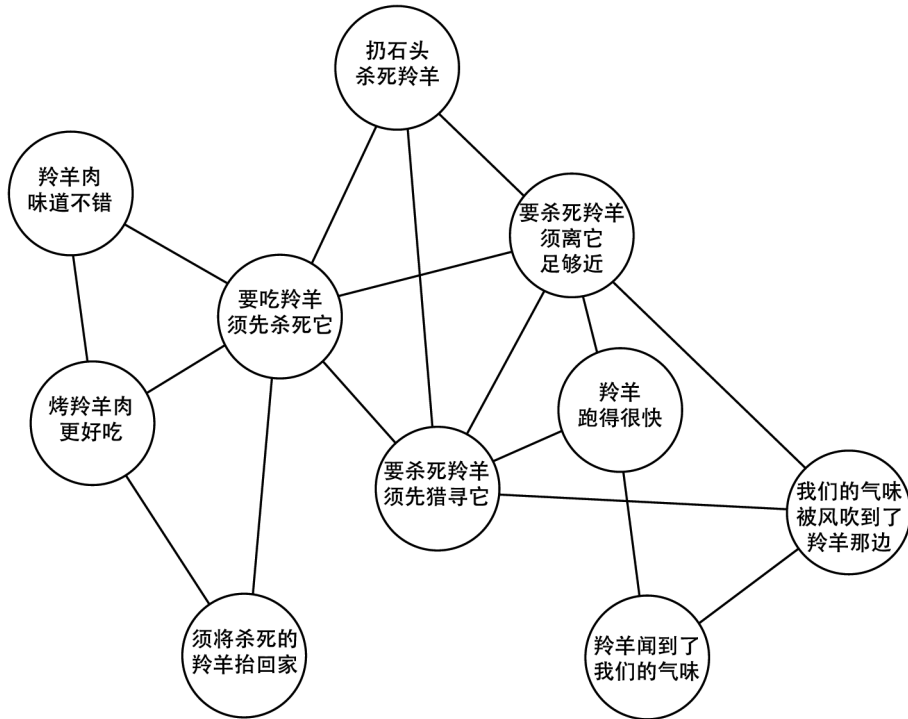 扔石头
杀死羚羊
羚羊肉
味道不错
要杀死羚羊
须离它
足够近
要吃羚羊
须先杀死它
羚羊
跑得很快
烤羚羊肉
更好吃
要杀死羚羊
须先猎寻它
我们的气味
被风吹到了
羚羊那边
须将杀死的
羚羊抬回家
羚羊闻到了
我们的气味